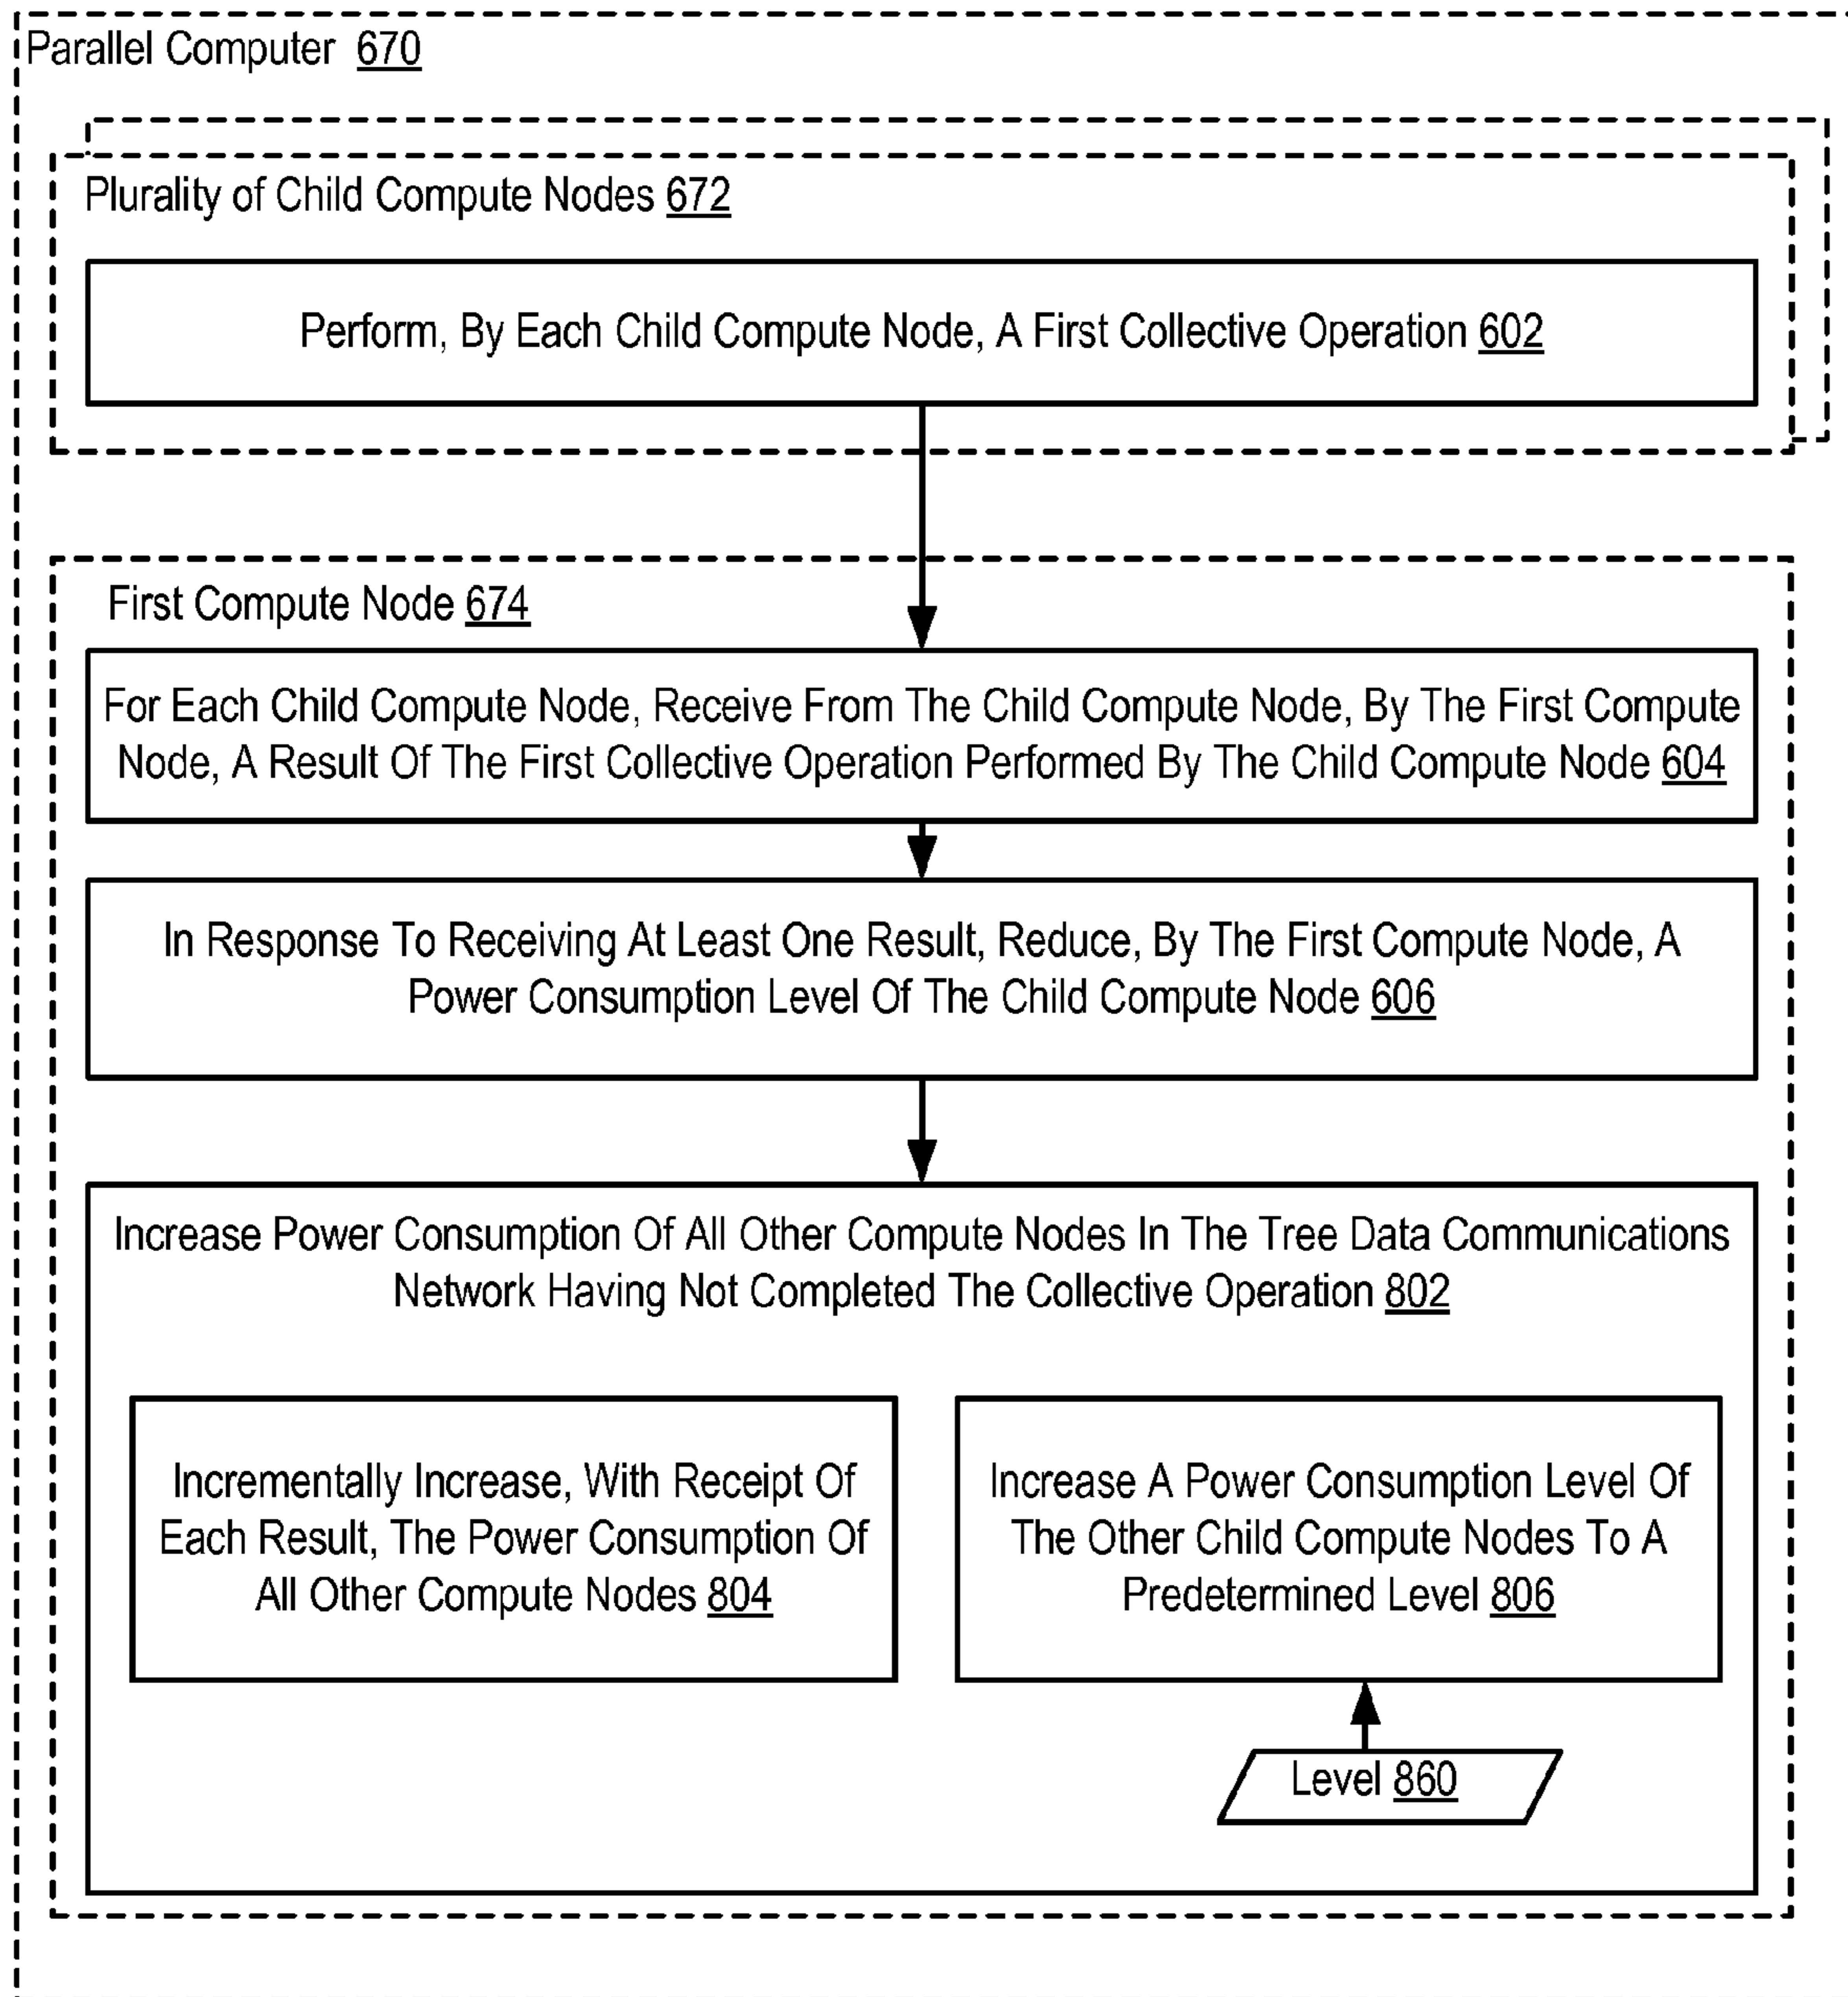 Parallel Computer 670
Plurality of Child Compute Nodes 672
Perform, By Each Child Compute Node, A First Collective Operation 602
First Compute Node 674
For Each Child Compute Node, Receive From The Child Compute Node, By The First Compute
Node, A Result Of The First Collective Operation Performed By The Child Compute Node 604
In Response To Receiving At Least One Result, Reduce, By The First Compute Node, A
Power Consumption Level Of The Child Compute Node 606
Increase Power Consumption Of All Other Compute Nodes In The Tree Data Communications
Network Having Not Completed The Collective Operation 802
Incrementally Increase, With Receipt Of
Each Result, The Power Consumption Of
All Other Compute Nodes 804
Increase A Power Consumption Level Of
The Other Child Compute Nodes To A
Predetermined Level 806
Level 860